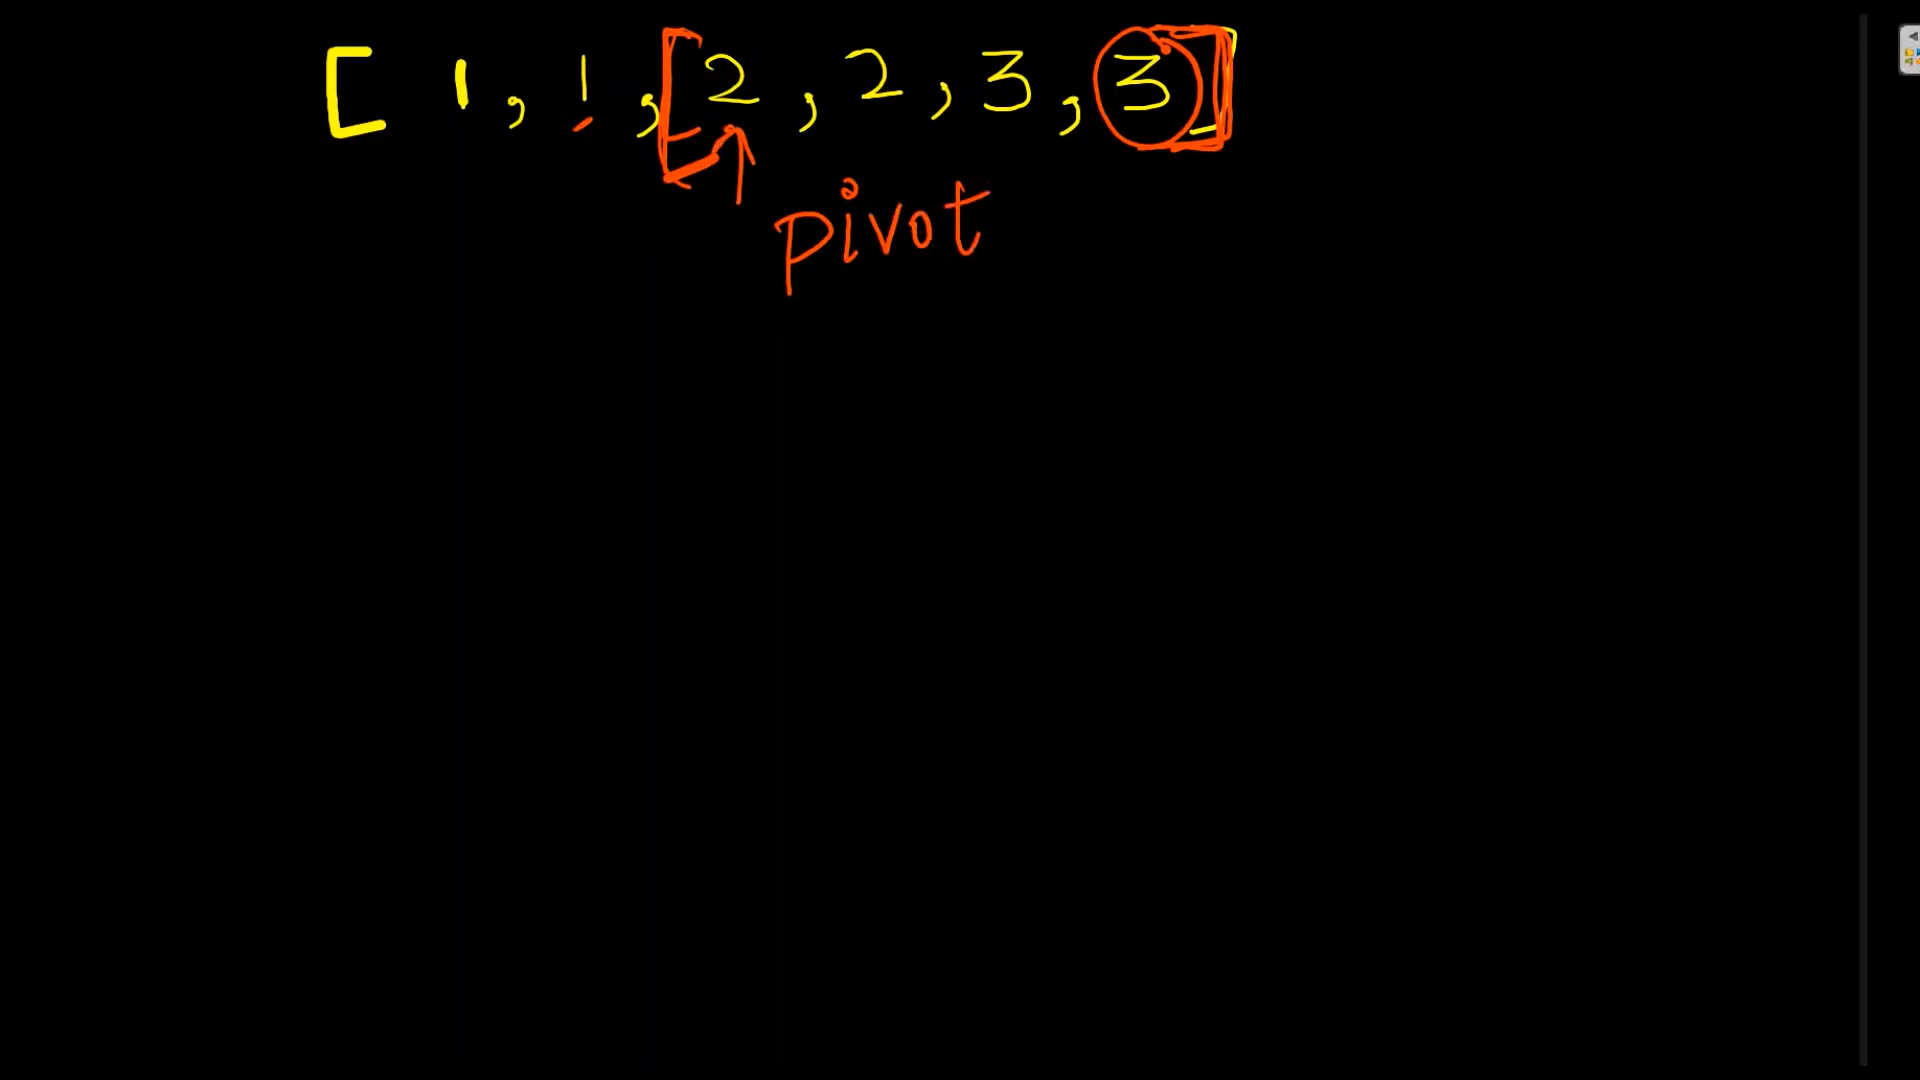 [ 1 , 1 , [ 2 , 2 , 3 , 3 ] ]
pivot